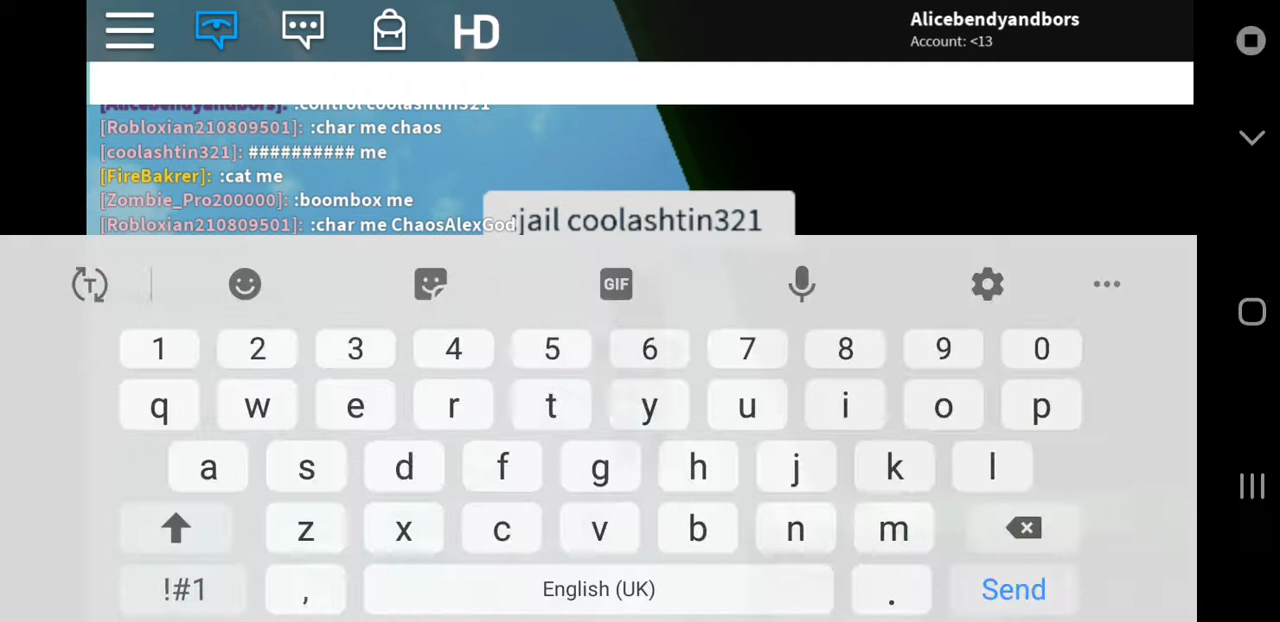 HD
Alicebendyandbors
Account: <13
[Alicebendyandbors]: :control coolashtin321
[Robloxian210809501]: :char me chaos
[coolashtin321]: ########## me
[FireBakrer]: :cat me
[Zombie_Pro200000]: :boombox me
[Robloxian210809501]: :char me ChaosAlexGod
:jail coolashtin321
T
GIF
1 2 3 4 5 6 7 8 9 0
q w e r t y u i o p
a s d f g h j k l
z x c v b n m
!#1 , English (UK) . Send